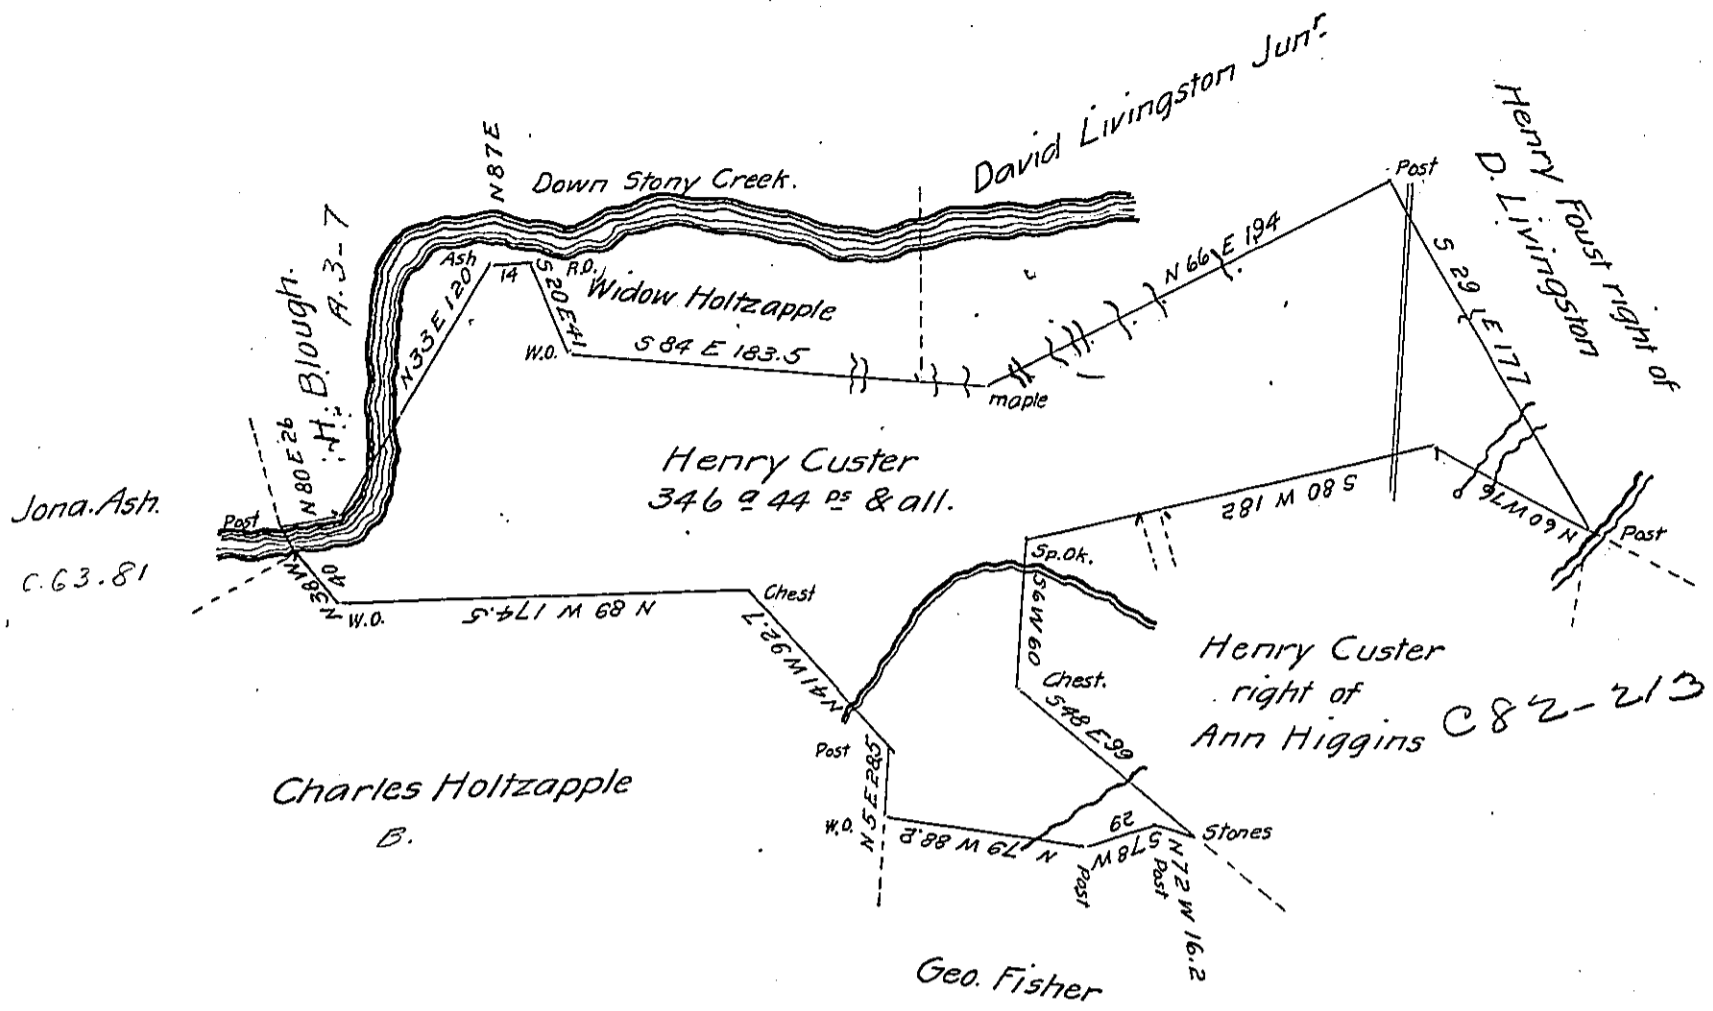 David Livingston Junr.
Henry Foust right of
D. Livingston
N 87 E
Down Stony Creek.
Post
H. Blough.
A. 3-7
Ash
14
R.O.
S 20 E 41
Widow Holtzapple
N 66 E 194
S 29 E 177
N 33 E 120
W.O.
S 84 E 183.5
maple
N 80 E 26
Henry Custer
346 a 44 ps & all.
Jona. Ash.
C. 63. 81
Post
S 80 W 182
N 60 W 76
Post
Sp. Ok.
N 38 W
40
W.O.
N 89 W 174.5
Chest
S 6 W 60
N 41 W 92.7
Chest.
Henry Custer
right of
Ann Higgins
C 82-213
S 48 E 99
Post
N 5 E 28.5
Charles Holtzapple
B.
W.O.
N 79 W 88.2
29
S 78 W
Post
Post
Stones
N 72 W 16.2
Geo. Fisher